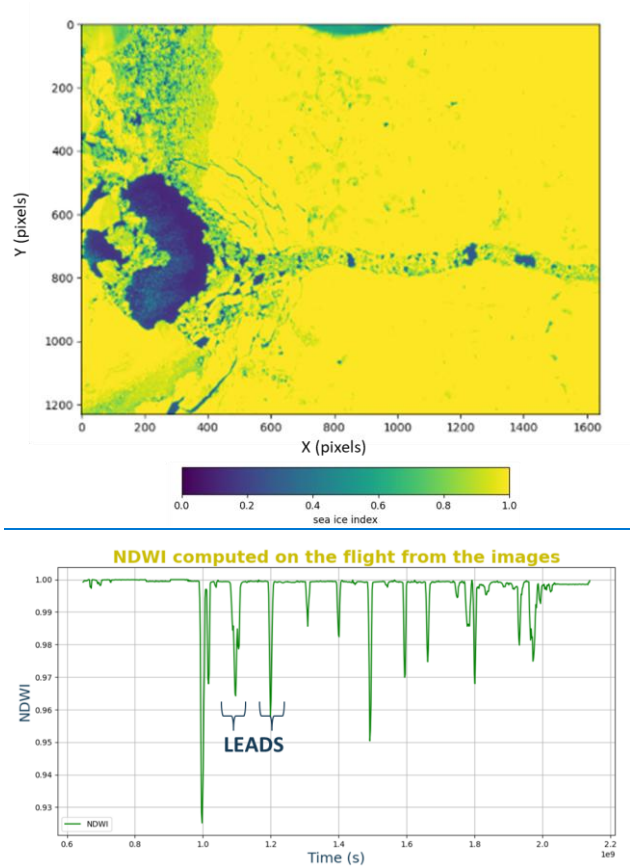 0
200
400
600
800
1000
1200
Y (pixels)
0 200 400 600 800 1000 1200 1400 1600
X (pixels)
0.0 0.2 0.4 0.6 0.8 1.0
sea ice index
NDWI computed on the flight from the images
1.00
0.99
0.98
0.97
0.96
0.95
0.94
0.93
NDWI
LEADS
NDWI
0.6 0.8 1.0 1.2 1.4 1.6 1.8 2.0 2.2
1e9
Time (s)